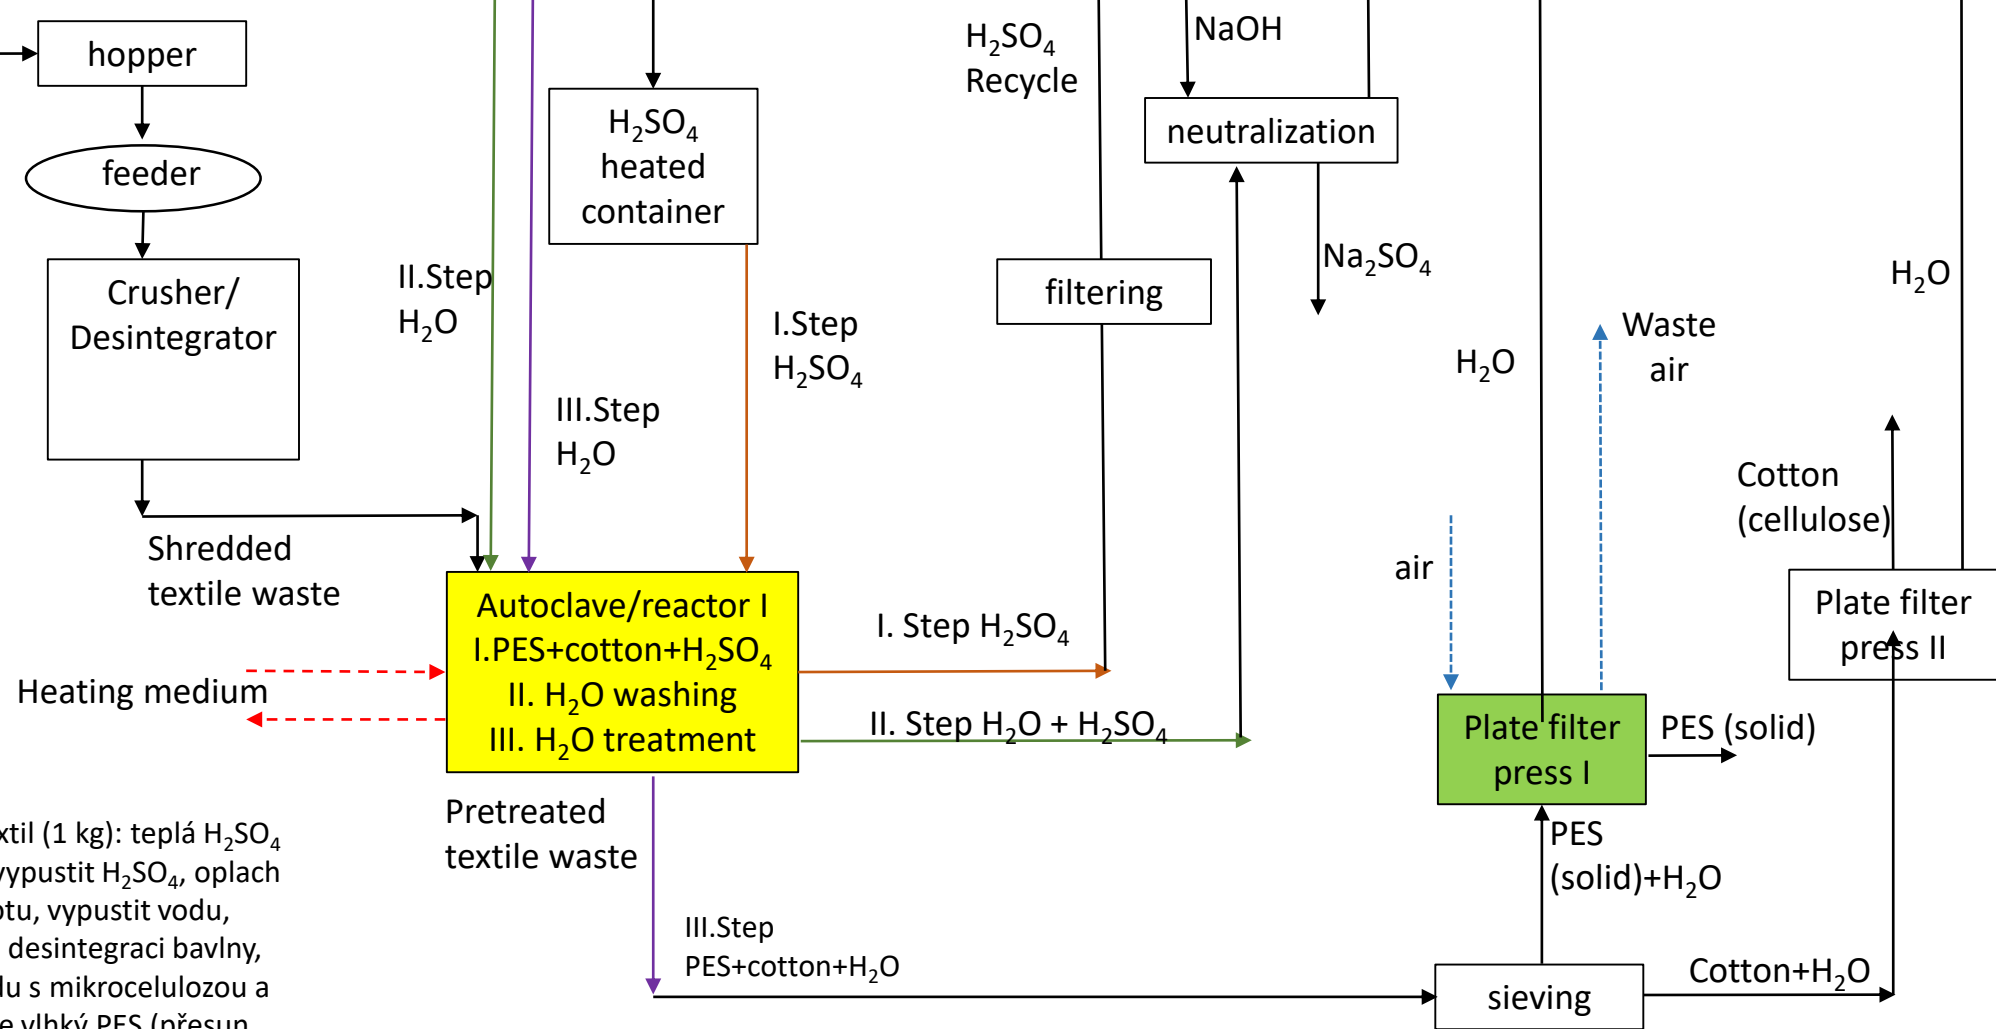 hopper
feeder
Crusher/
Desintegrator
Shredded
textile waste
Heating medium
II.Step
H₂O
III.Step
H₂O
H₂SO₄
heated
container
I.Step
H₂SO₄
Autoclave/reactor I
I.PES+cotton+H₂SO₄
II. H₂O washing
III. H₂O treatment
I. Step H₂SO₄
II. Step H₂O + H₂SO₄
H₂SO₄
Recycle
filtering
NaOH
neutralization
Na₂SO₄
Pretreated
textile waste
III.Step
PES+cotton+H₂O
sieving
PES
(solid)+H₂O
Cotton+H₂O
Plate filter
press I
PES (solid)
air
Waste
air
H₂O
Cotton
(cellulose)
H₂O
Plate filter
press II
(1 kg): teplá H₂SO₄
vypustit H₂SO₄, oplach
vypustit vodu,
desintegraci bavlny,
s mikrocelulozou a
vlhký PES (přesun